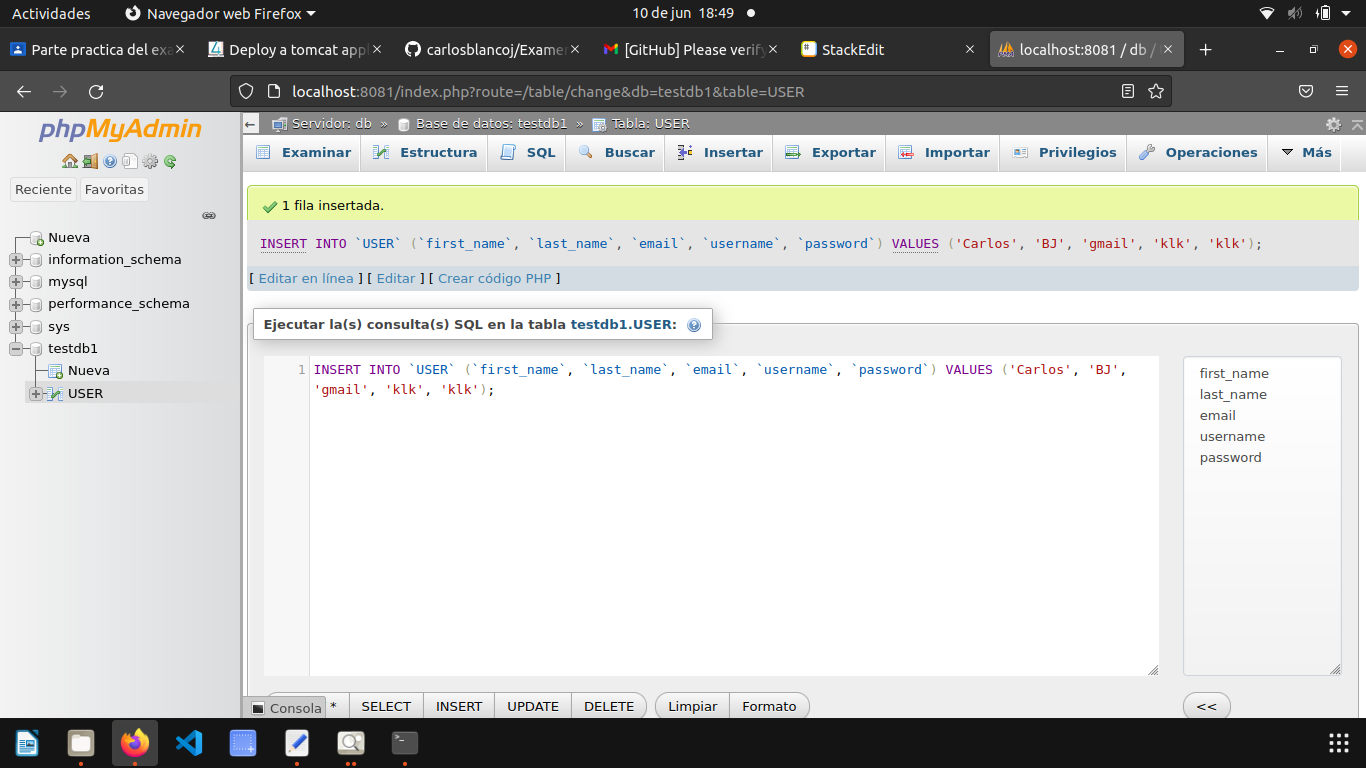 Actividades
Navegador web Firefox
10 de jun 18:49
Parte practica del exa
Deploy a tomcat appl
carlosblancoj/Examen
[GitHub] Please verify
StackEdit
localhost:8081 / db /
localhost:8081/index.php?route=/table/change&db=testdb1&table=USER
phpMyAdmin
Reciente
Favoritas
Nueva
information_schema
mysql
performance_schema
sys
testdb1
Nueva
USER
Servidor: db » Base de datos: testdb1 » Tabla: USER
Examinar
Estructura
SQL
Buscar
Insertar
Exportar
Importar
Privilegios
Operaciones
Más
1 fila insertada.
INSERT INTO `USER` (`first_name`, `last_name`, `email`, `username`, `password`) VALUES ('Carlos', 'BJ', 'gmail', 'klk', 'klk');
[ Editar en línea ] [ Editar ] [ Crear código PHP ]
Ejecutar la(s) consulta(s) SQL en la tabla testdb1.USER:
1 INSERT INTO `USER` (`first_name`, `last_name`, `email`, `username`, `password`) VALUES ('Carlos', 'BJ',
'gmail', 'klk', 'klk');
first_name
last_name
email
username
password
Consola
*
SELECT
INSERT
UPDATE
DELETE
Limpiar
Formato
<<